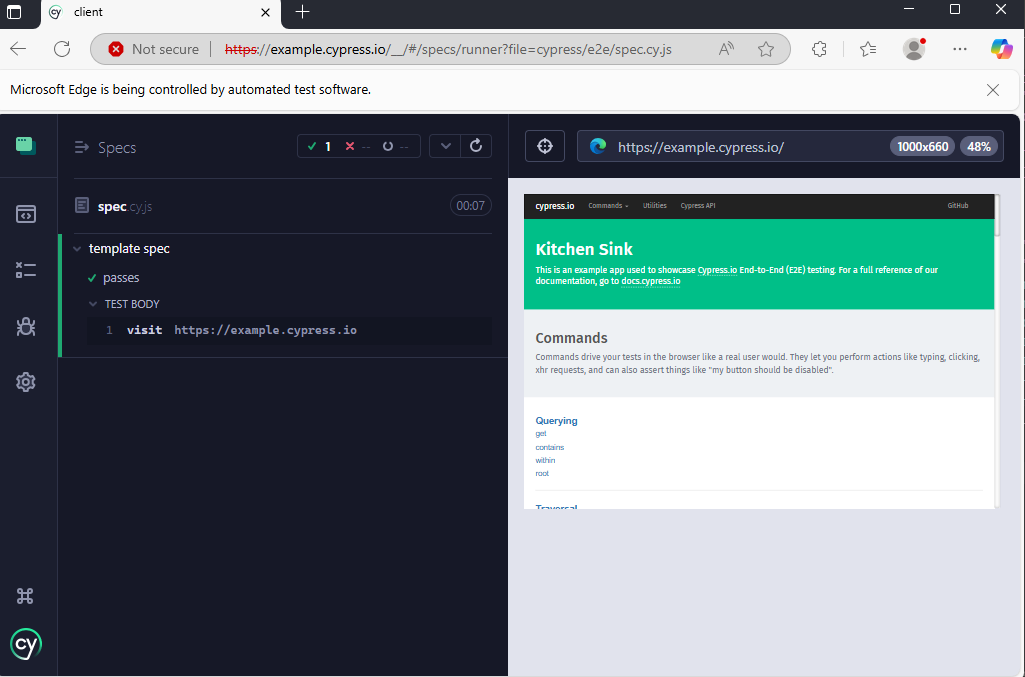 cy client
Not secure https://example.cypress.io/__/#/specs/runner?file=cypress/e2e/spec.cy.js
Microsoft Edge is being controlled by automated test software.
Specs 1 -- --
https://example.cypress.io/ 1000x660 48%
spec.cy.js 00:07
template spec
passes
TEST BODY
1 visit https://example.cypress.io
cypress.io Commands Utilities Cypress API GitHub
Kitchen Sink
This is an example app used to showcase Cypress.io End-to-End (E2E) testing. For a full reference of our
documentation, go to docs.cypress.io
Commands
Commands drive your tests in the browser like a real user would. They let you perform actions like typing, clicking,
xhr requests, and can also assert things like "my button should be disabled".
Querying
get
contains
within
root
Traversal
cy